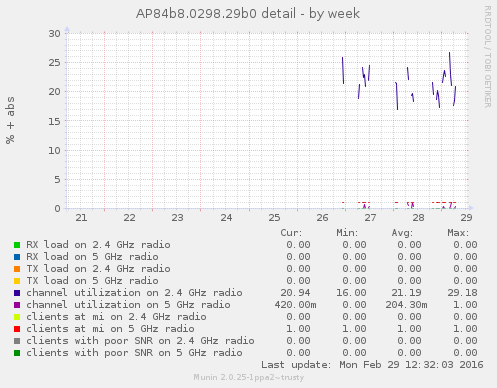 AP84b8.0298.29b0 detail - by week
RRDTOOL / TOBI OETIKER
% + abs
30
25
20
15
10
5
0
21 22 23 24 25 26 27 28 29
Cur: Min: Avg: Max:
RX load on 2.4 GHz radio 0.00 0.00 0.00 0.00
RX load on 5 GHz radio 0.00 0.00 0.00 0.00
TX load on 2.4 GHz radio 0.00 0.00 0.00 0.00
TX load on 5 GHz radio 0.00 0.00 0.00 0.00
channel utilization on 2.4 GHz radio 20.94 16.00 21.19 29.18
channel utilization on 5 GHz radio 420.00m 0.00 204.30m 1.00
clients at mi on 2.4 GHz radio 0.00 0.00 0.00 0.00
clients at mi on 5 GHz radio 1.00 1.00 1.00 1.00
clients with poor SNR on 2.4 GHz radio 0.00 0.00 0.00 0.00
clients with poor SNR on 5 GHz radio 0.00 0.00 0.00 0.00
Last update: Mon Feb 29 12:32:03 2016
Munin 2.0.25-1ppa2~trusty